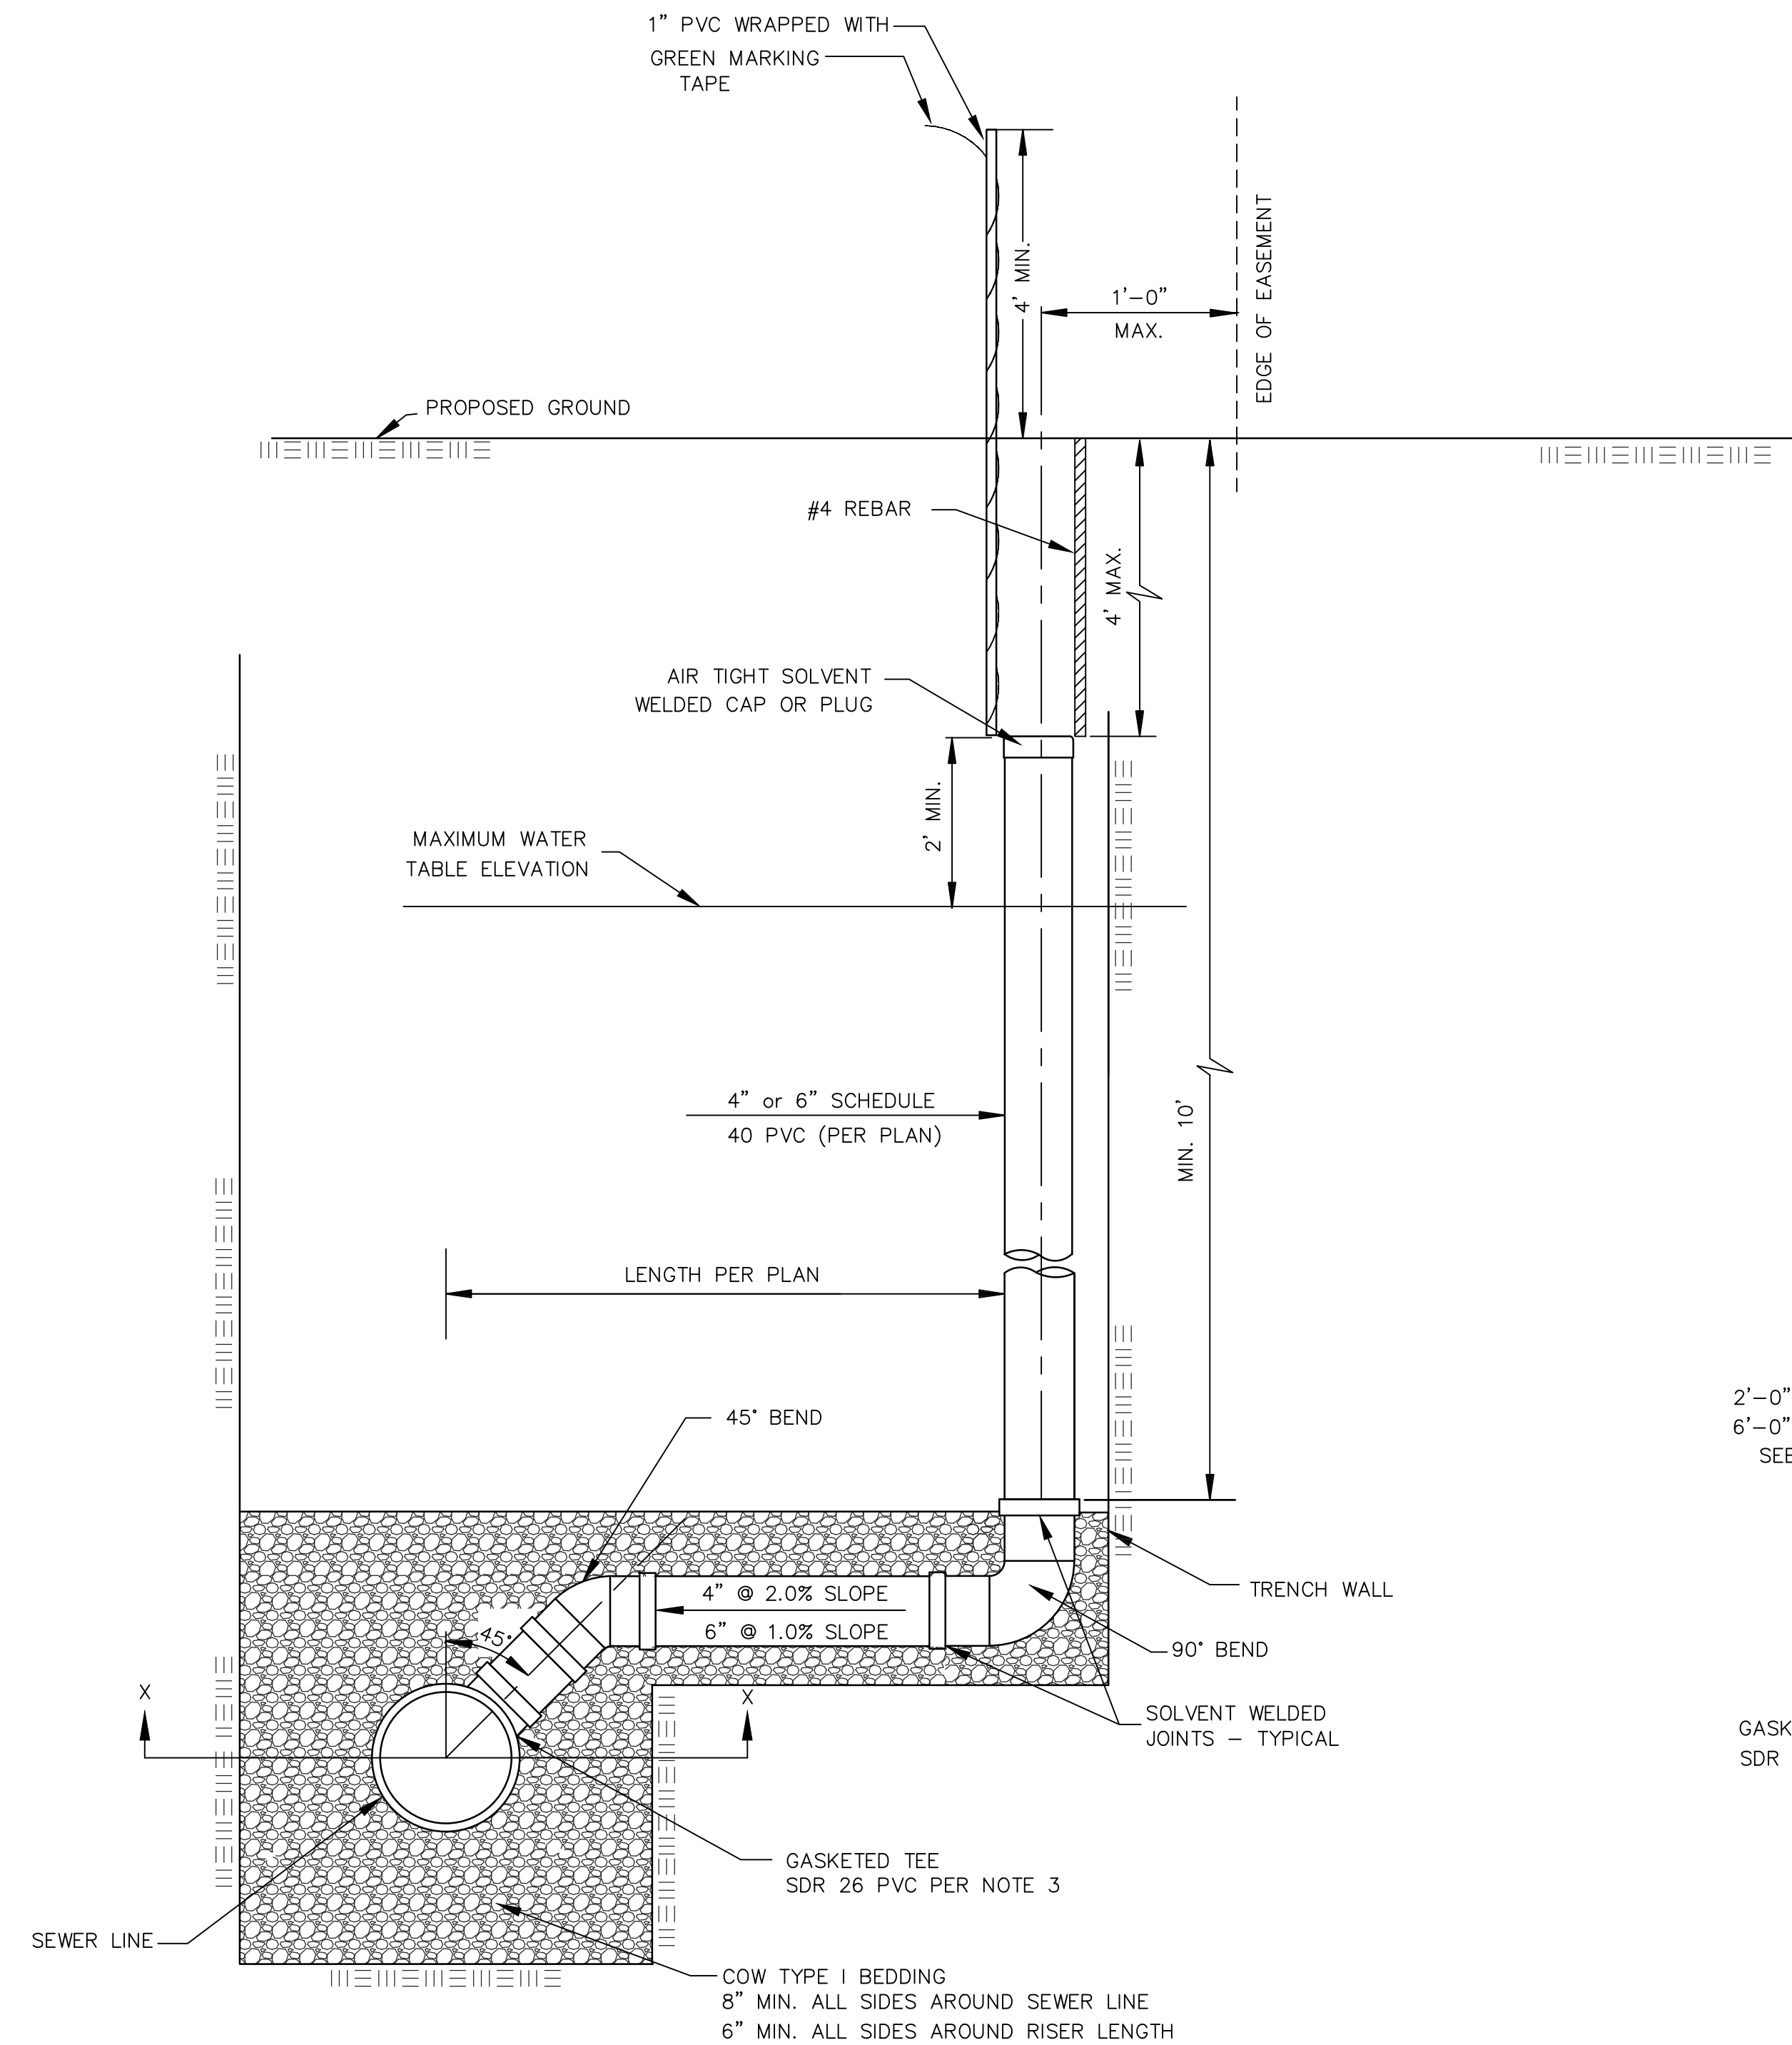 1” PVC WRAPPED WITH
GREEN MARKING
TAPE
4' MIN.
1'–0”
MAX.
EDGE OF EASEMENT
PROPOSED GROUND
#4 REBAR
4' MAX.
AIR TIGHT SOLVENT
WELDED CAP OR PLUG
2' MIN.
MAXIMUM WATER
TABLE ELEVATION
4” or 6” SCHEDULE
40 PVC (PER PLAN)
MIN. 10'
LENGTH PER PLAN
2'–0”
6'–0”
SEE
45° BEND
4” @ 2.0% SLOPE
6” @ 1.0% SLOPE
45°
TRENCH WALL
90° BEND
X
X
SOLVENT WELDED
JOINTS – TYPICAL
GASK
SDR
GASKETED TEE
SDR 26 PVC PER NOTE 3
SEWER LINE
COW TYPE I BEDDING
8” MIN. ALL SIDES AROUND SEWER LINE
6” MIN. ALL SIDES AROUND RISER LENGTH